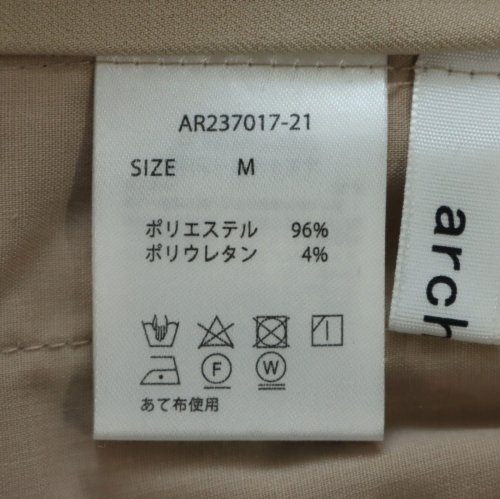 AR237017-21
SIZE M
ポリエステル 96%
ポリウレタン 4%
F W
あて布使用
arch